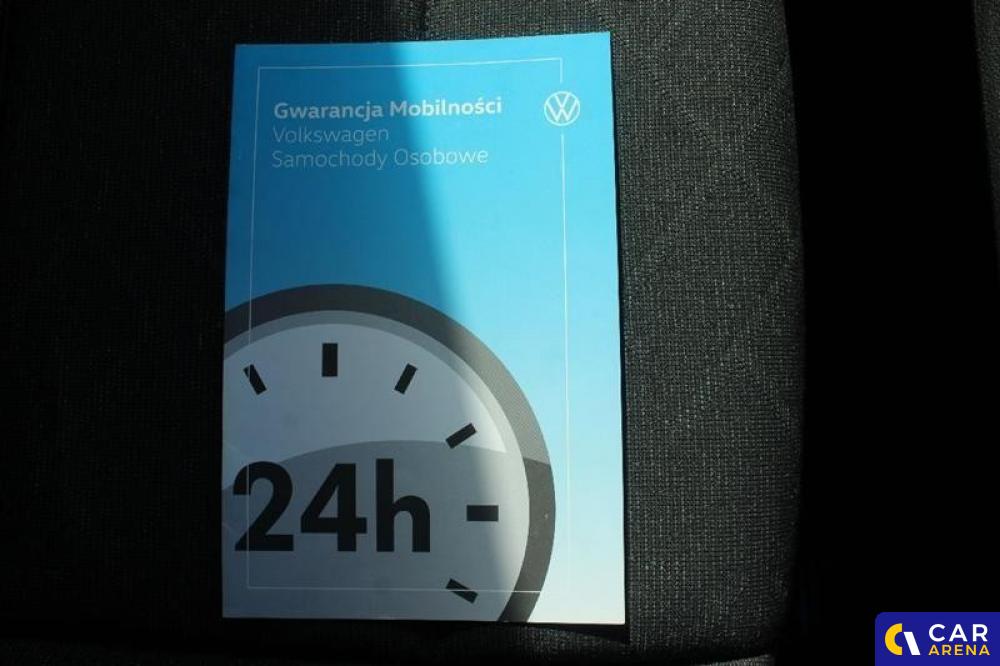 Gwarancja Mobilności
Volkswagen
Samochody Osobowe
24h
CAR
ARENA